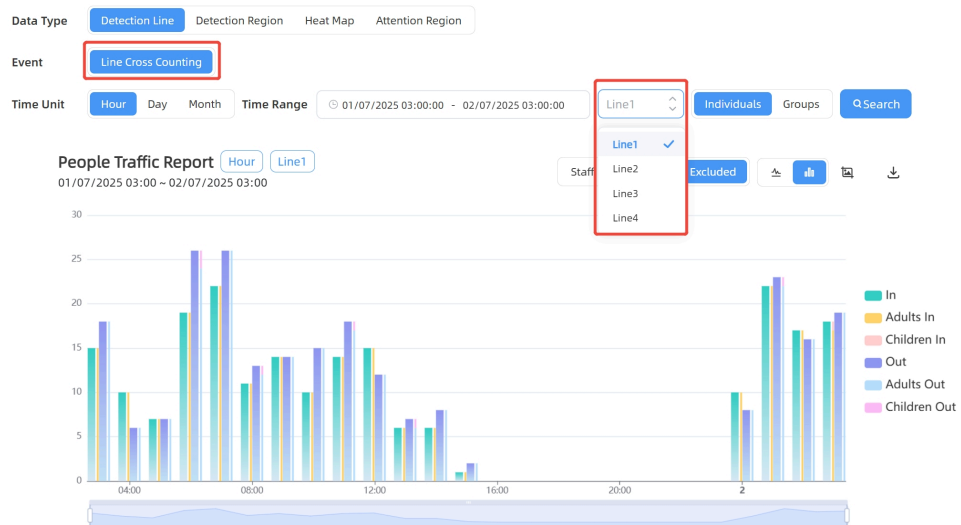 Data Type Detection Line Detection Region Heat Map Attention Region
Event Line Cross Counting
Time Unit Hour Day Month Time Range 01/07/2025 03:00:00 - 02/07/2025 03:00:00 Line1 Individuals Groups Search
Line1
Line2
Line3
Line4
People Traffic Report Hour Line1
01/07/2025 03:00 ~ 02/07/2025 03:00
Staff Excluded
30
25
20
15
10
5
0
04:00 08:00 12:00 16:00 20:00 2
In
Adults In
Children In
Out
Adults Out
Children Out